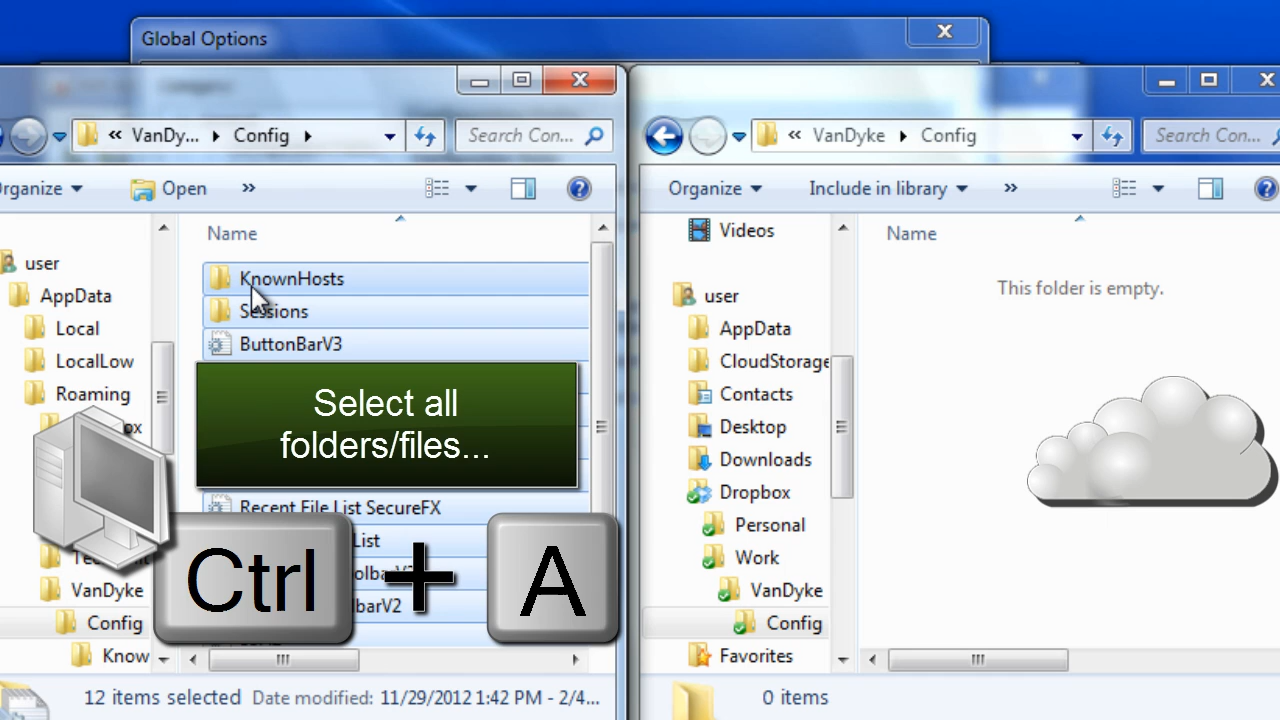 Global Options
« VanDy... Config
Search Con...
Organize
Open
»
Name
user
AppData
Local
LocalLow
Roaming
VanDyke
Config
Know
KnownHosts
Sessions
ButtonBarV3
Select all
folders/files...
Recent File List SecureFX
List
Ctrl + A
12 items selected Date modified: 11/29/2012 1:42 PM - 2/4...
« VanDyke Config
Search Con...
Organize
Include in library
»
Name
This folder is empty.
Videos
user
AppData
CloudStorage
Contacts
Desktop
Downloads
Dropbox
Personal
Work
VanDyke
Config
Favorites
0 items